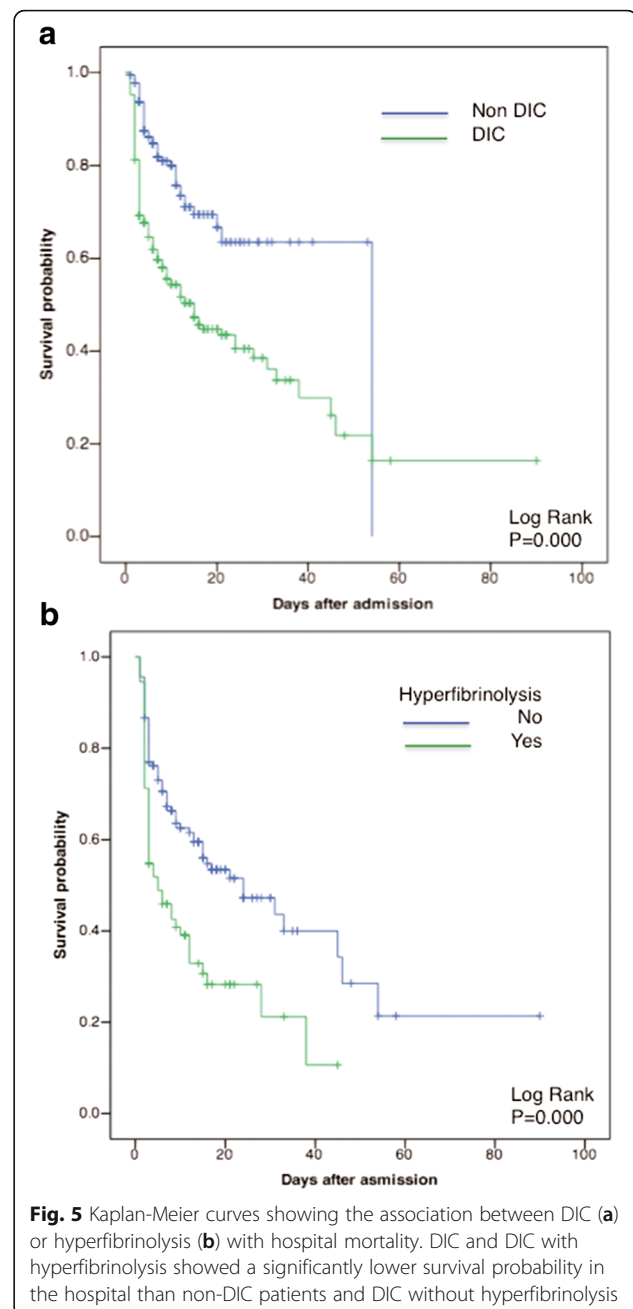 a
1.0
0.8
0.6
0.4
0.2
0.0
Survival probability
Non DIC
DIC
Log Rank
P=0.000
0 20 40 60 80 100
Days after admission
b
1.0
0.8
0.6
0.4
0.2
0.0
Survival probability
Hyperfibrinolysis
No
Yes
Log Rank
P=0.000
0 20 40 60 80 100
Days after asmission
Fig. 5 Kaplan-Meier curves showing the association between DIC (a)
or hyperfibrinolysis (b) with hospital mortality. DIC and DIC with
hyperfibrinolysis showed a significantly lower survival probability in
the hospital than non-DIC patients and DIC without hyperfibrinolysis